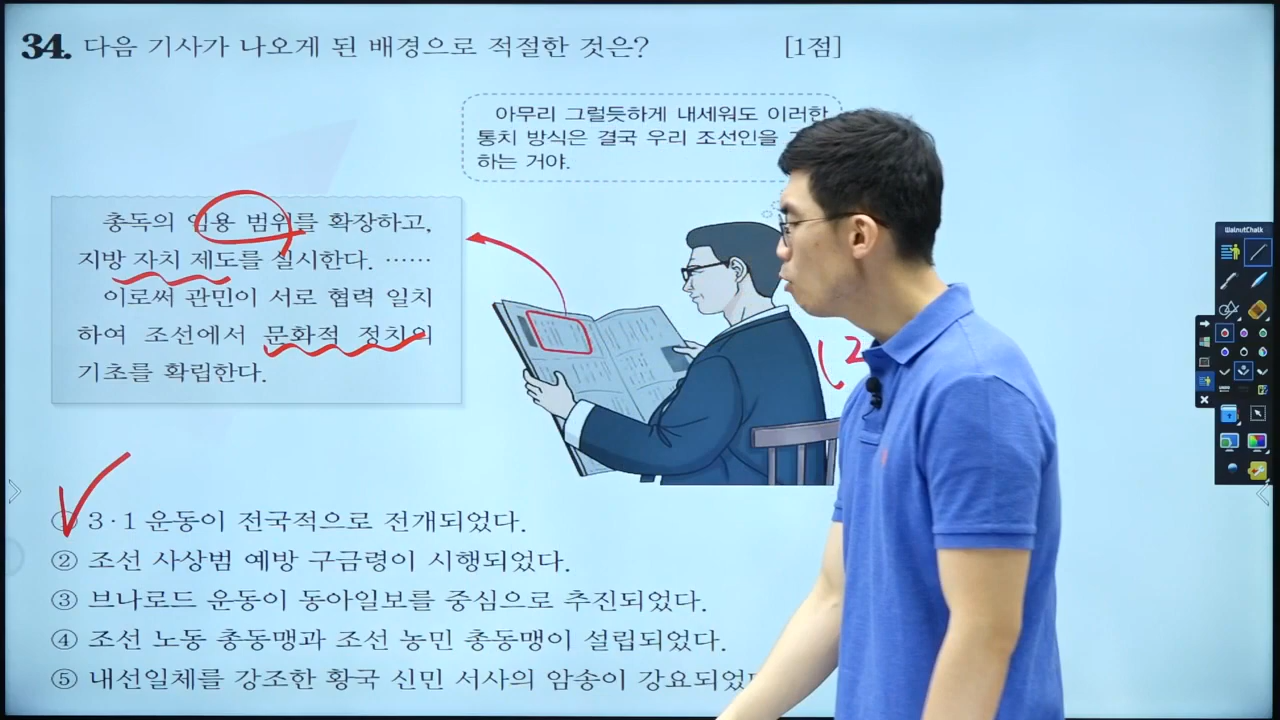 34. 다음 기사가 나오게 된 배경으로 적절한 것은? [1점]
아무리 그럴듯하게 내세워도 이러한
통치 방식은 결국 우리 조선인을
하는 거야.
총독의 임용 범위를 확장하고,
지방 자치 제도를 실시한다. ……
이로써 관민이 서로 협력 일치
하여 조선에서 문화적 정치의
기초를 확립한다.
(2
① 3·1 운동이 전국적으로 전개되었다.
② 조선 사상범 예방 구금령이 시행되었다.
③ 브나로드 운동이 동아일보를 중심으로 추진되었다.
④ 조선 노동 총동맹과 조선 농민 총동맹이 설립되었다.
⑤ 내선일체를 강조한 황국 신민 서사의 암송이 강요되었
WalnutChalk